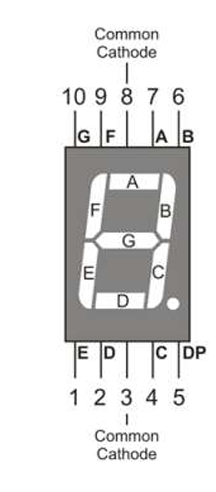 Common
Cathode
10 9 8 7 6
G F A B
A
F B
G
E C
D
E D C DP
1 2 3 4 5
Common
Cathode